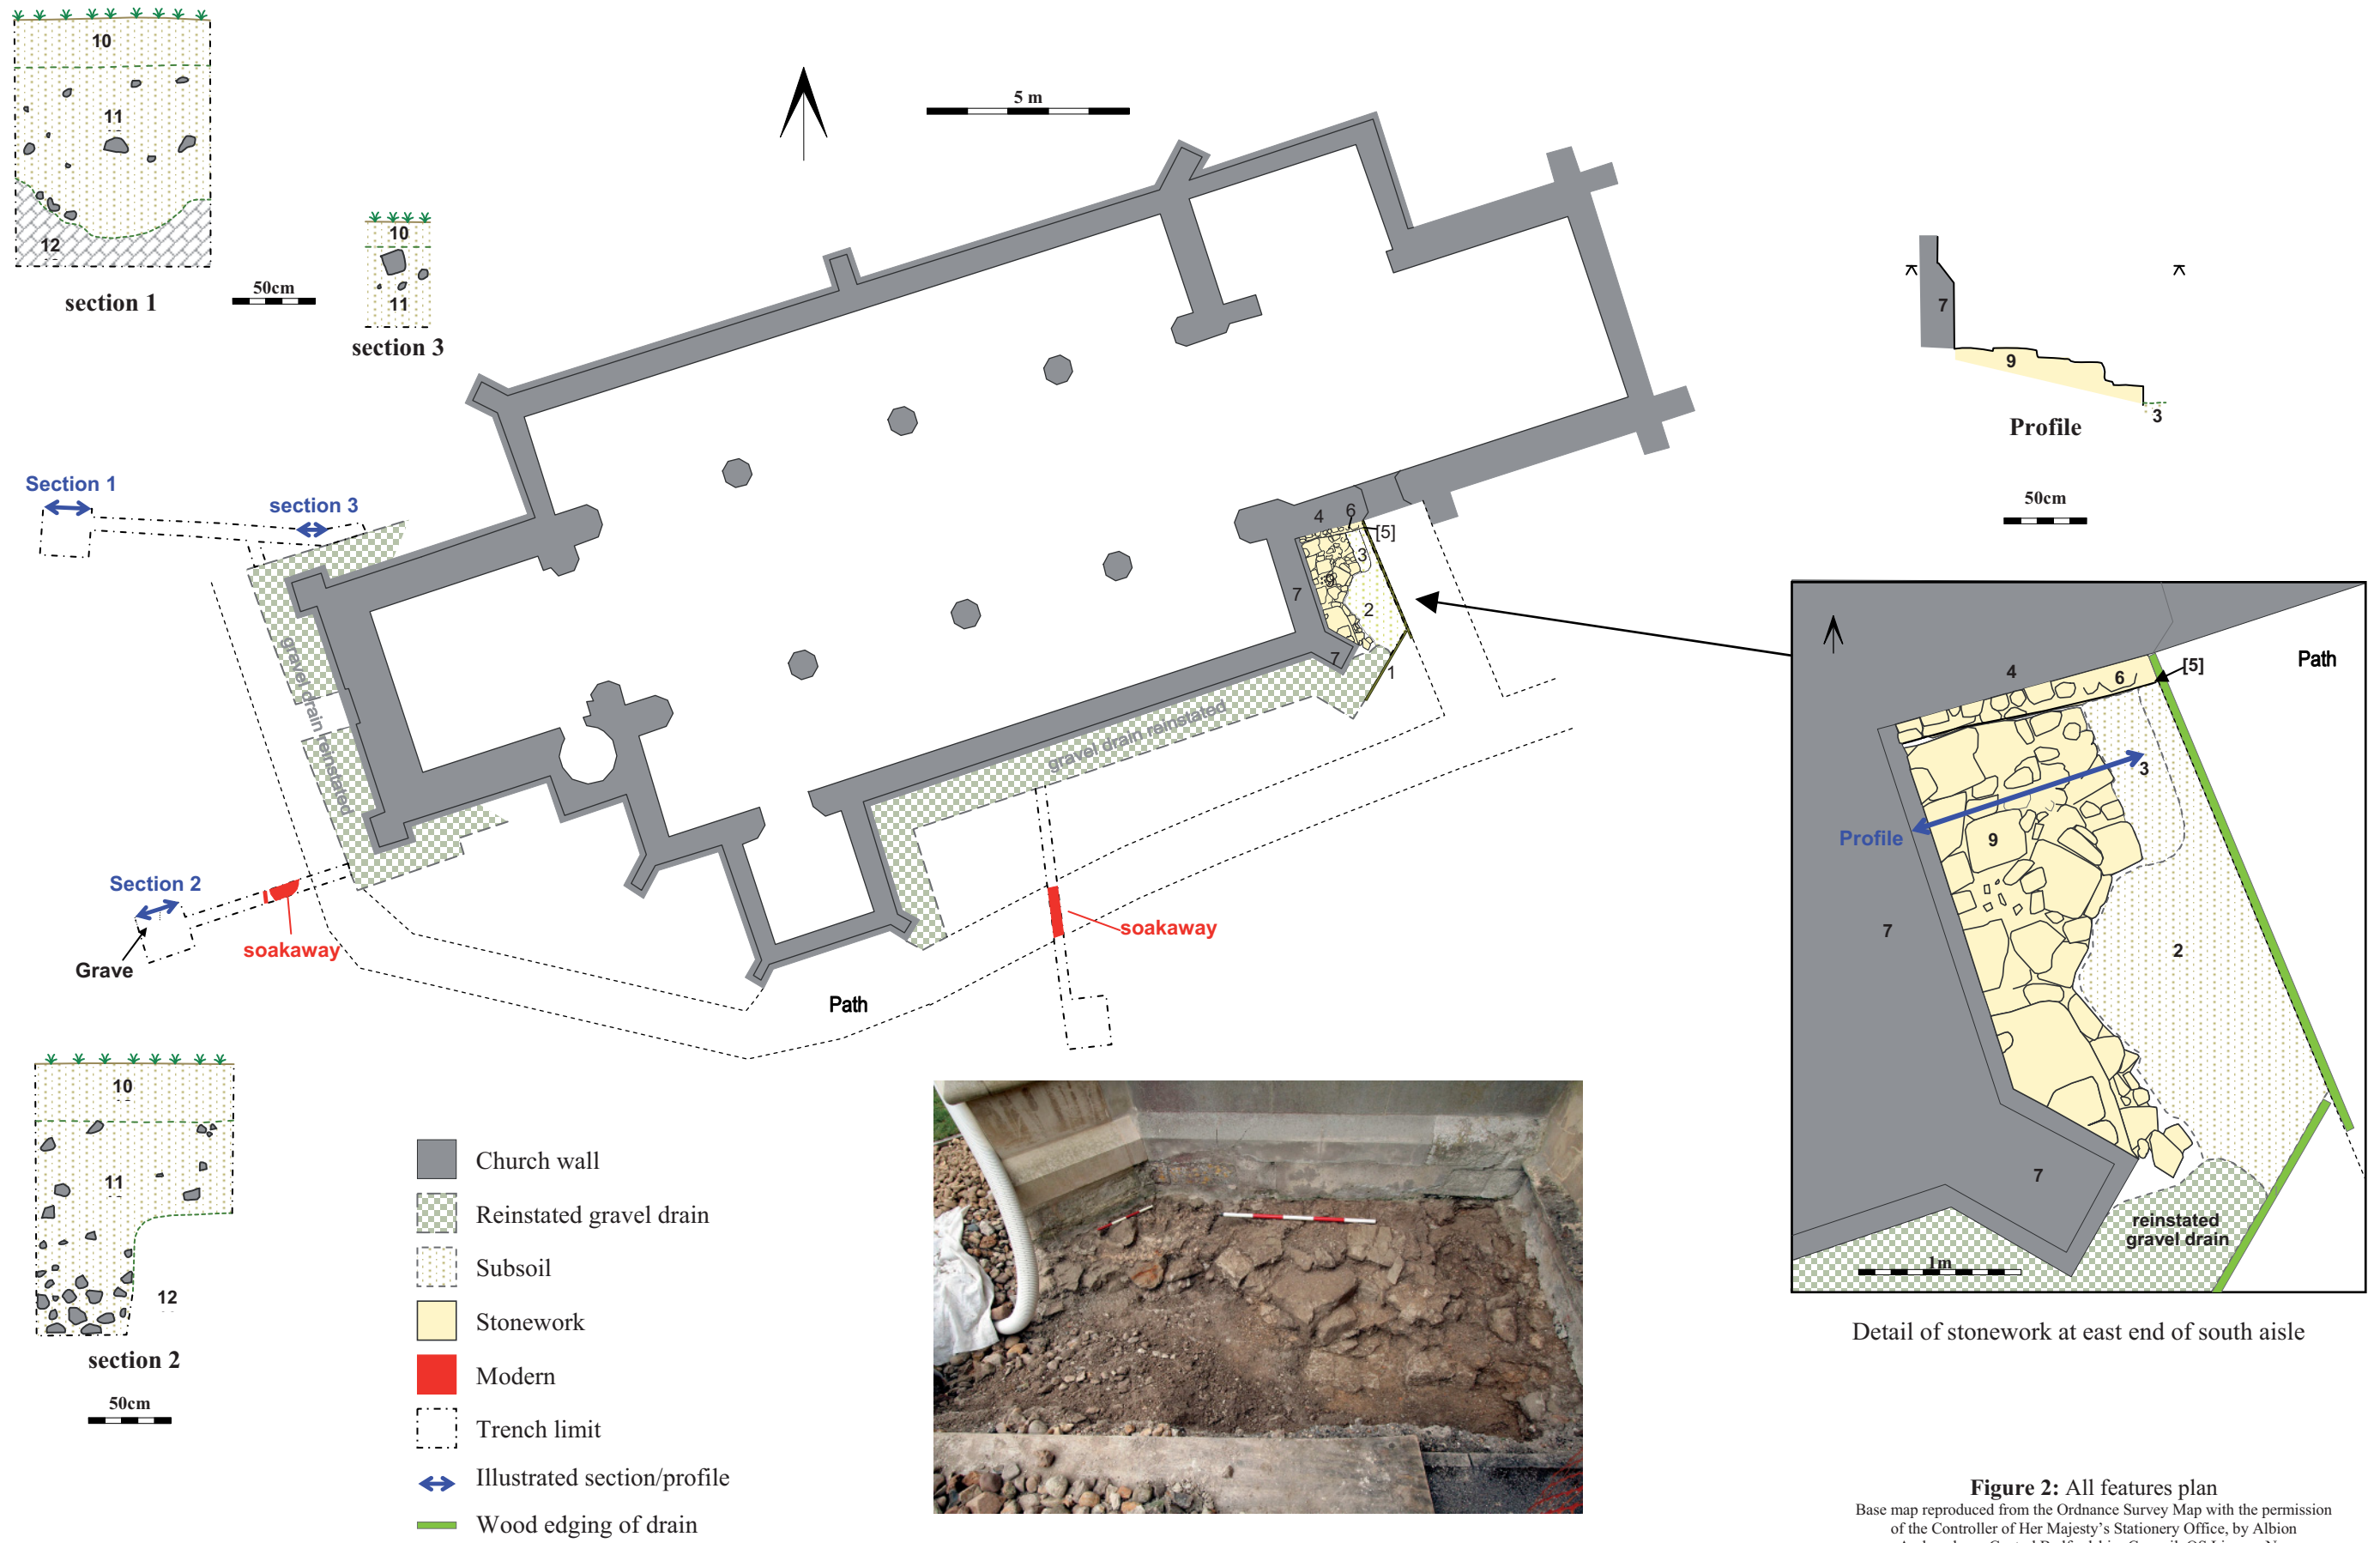 10
11
12
section 1
50cm
10
11
section 3
5 m
7
9
3
Profile
50cm
Section 1
section 3
4
6
[5]
3
9
2
7
7
1
gravel drain reinstated
gravel drain reinstated
Section 2
Grave
soakaway
soakaway
Path
10
11
12
section 2
50cm
Church wall
Reinstated gravel drain
Subsoil
Stonework
Modern
Trench limit
Illustrated section/profile
Wood edging of drain
Path
4
6
[5]
3
Profile
9
7
2
7
reinstated
gravel drain
1m
Detail of stonework at east end of south aisle
Figure 2: All features plan
Base map reproduced from the Ordnance Survey Map with the permission
of the Controller of Her Majesty's Stationery Office, by Albion